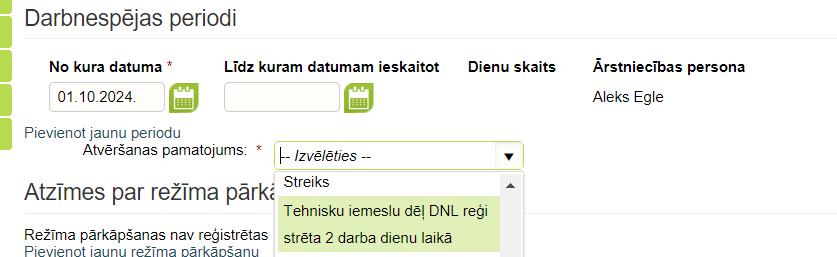 Darbnespējas periodi
No kura datuma * Līdz kuram datumam ieskaitot Dienu skaits Ārstniecības persona
01.10.2024. Aleks Egle
Pievienot jaunu periodu
Atvēršanas pamatojums: * -- Izvēlēties --
Streiks
Atzīmes par režīma pārkā
Tehnisku iemeslu dēļ DNL reģi
strēta 2 darba dienu laikā
Režīma pārkāpšanas nav reģistrētas
Pievienot jaunu režīma pārkāpšanu